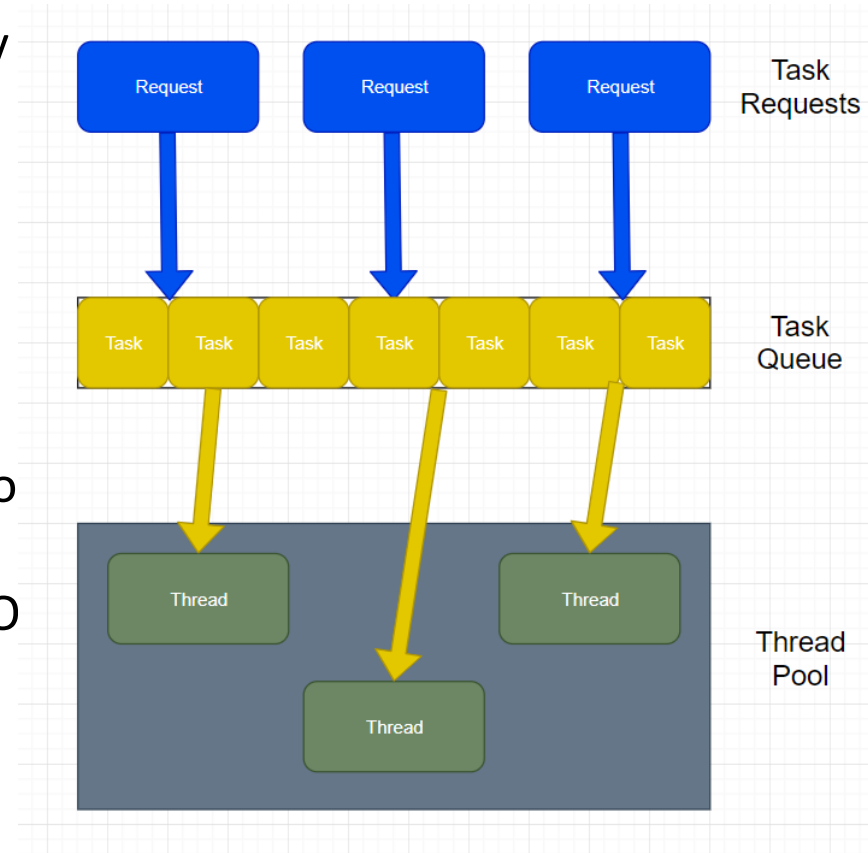 y
Request
Request
Request
Task
Requests
Task
Task
Task
Task
Task
Task
Task
Task
Queue
p
O
Thread
Thread
Thread
Thread
Pool